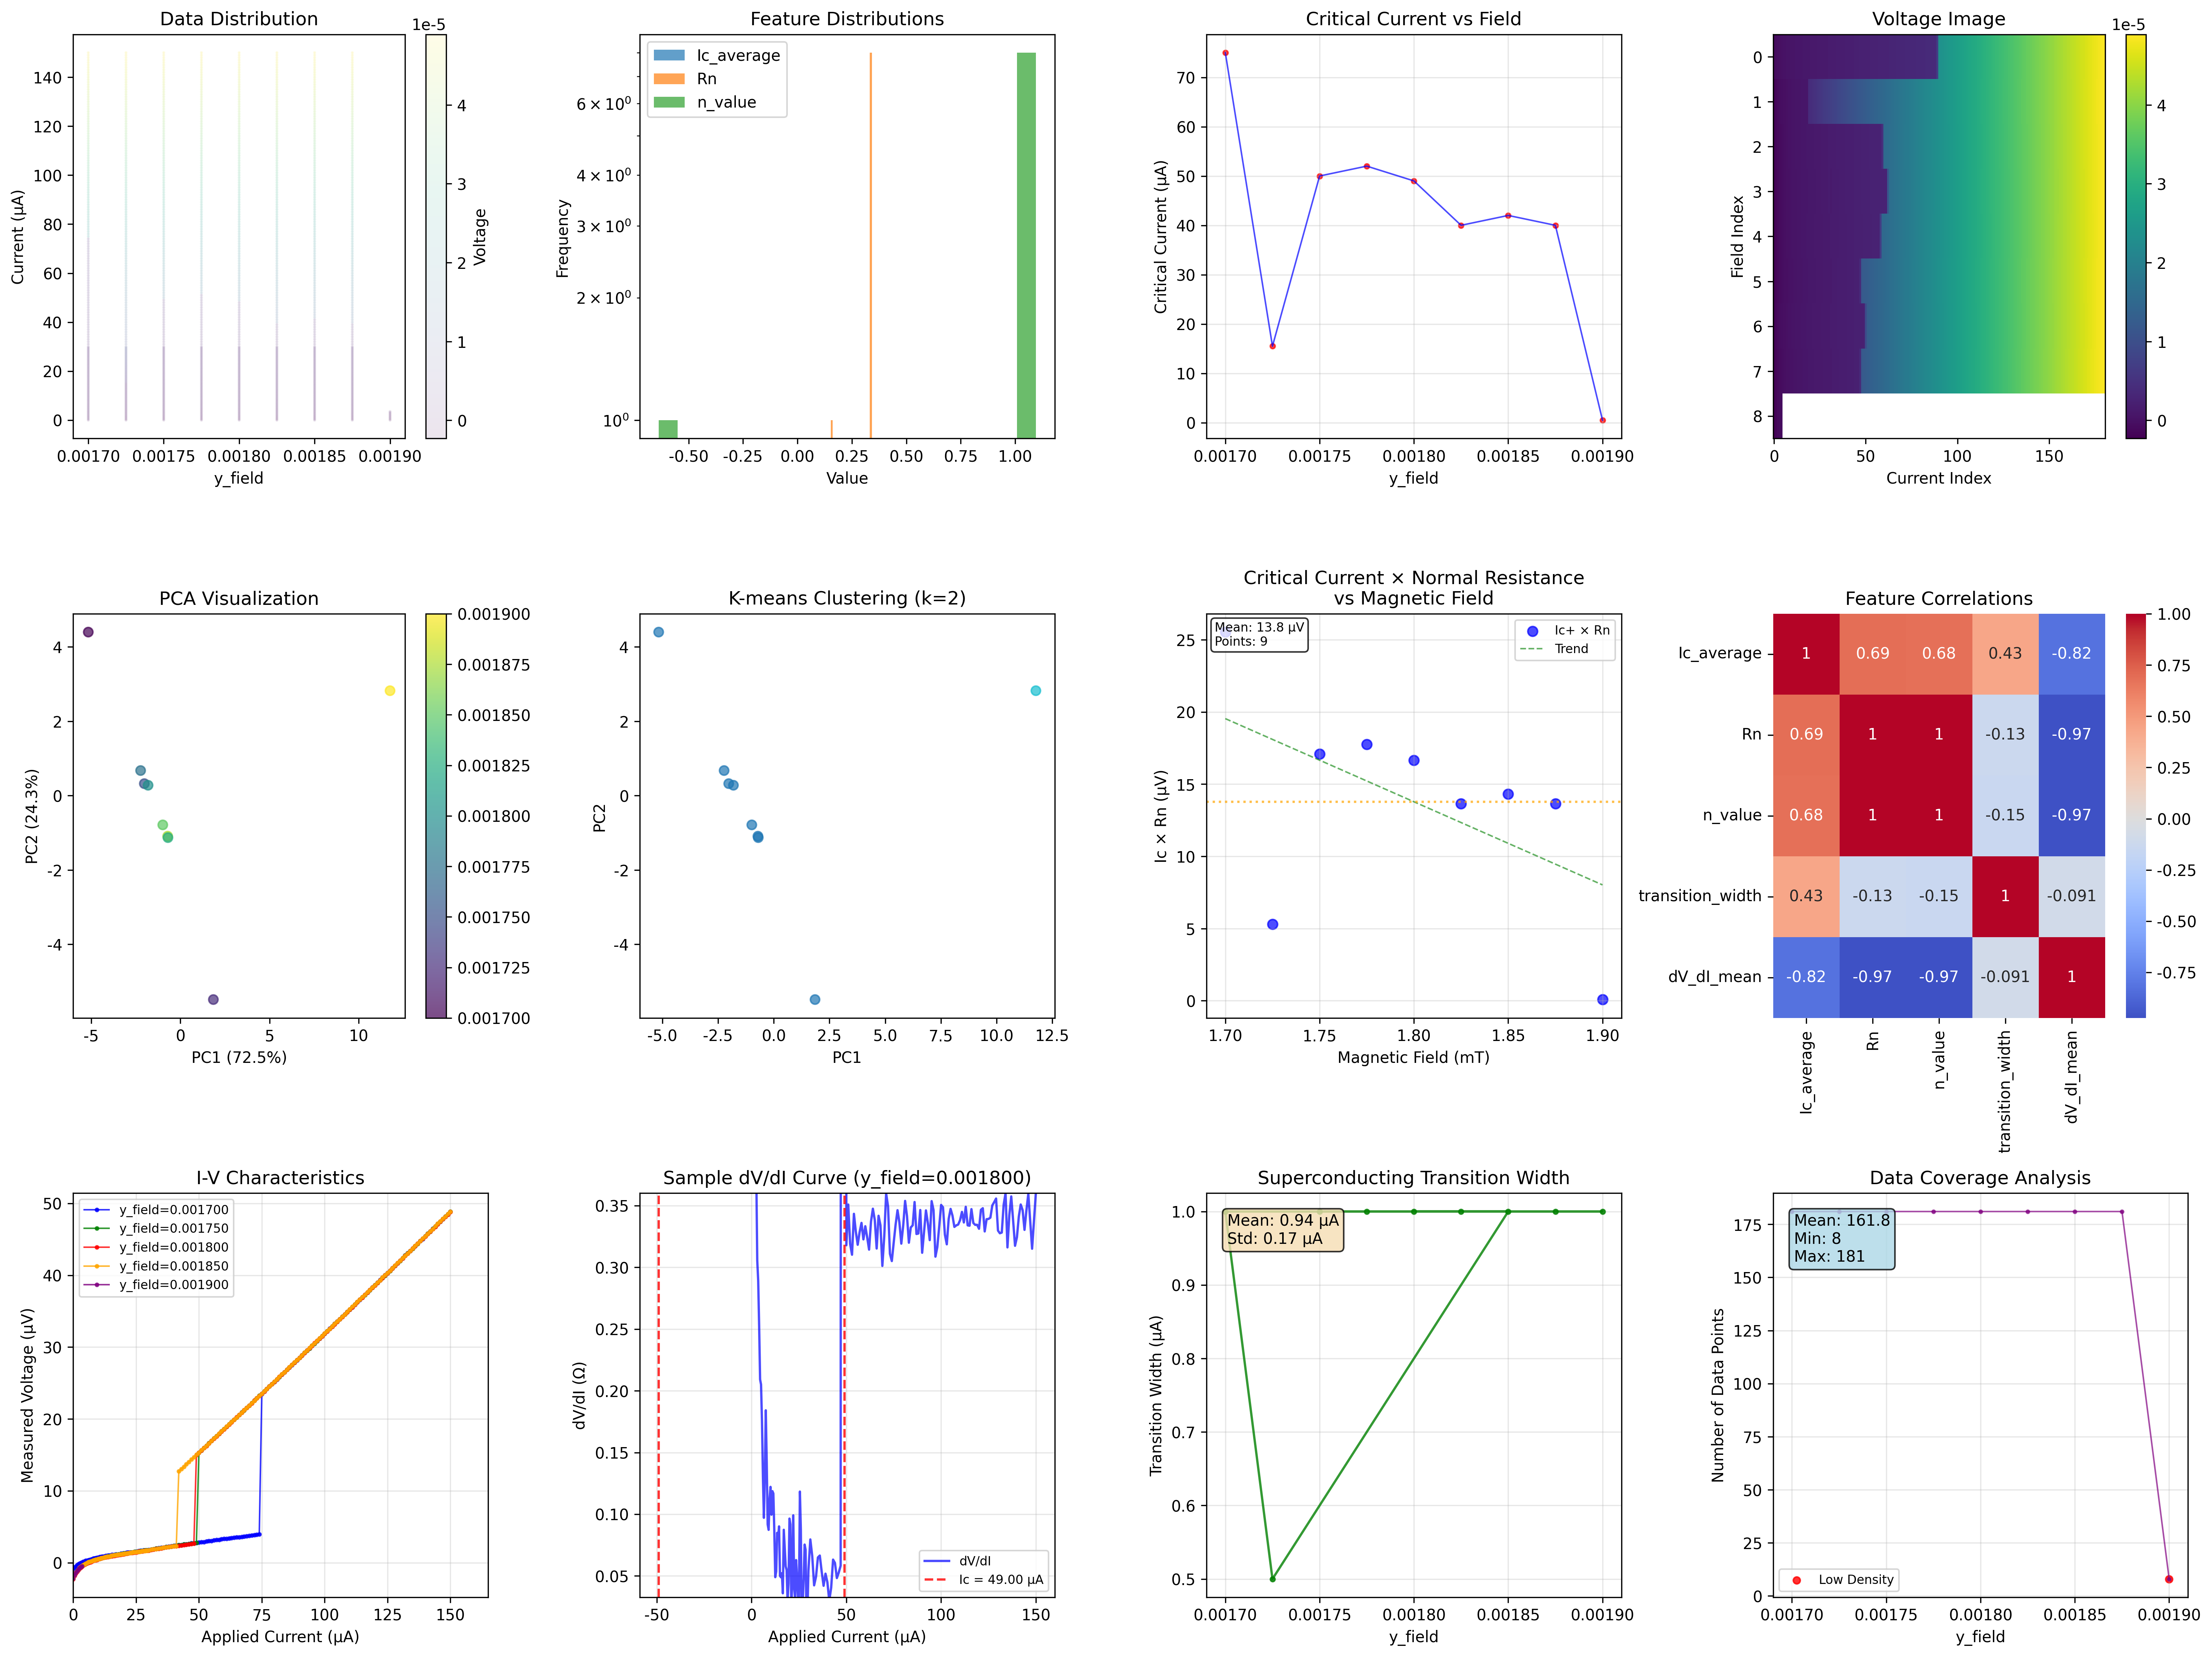 Data Distribution
1e-5
140
120
100
80
60
40
20
0
Current (μA)
0.00170 0.00175 0.00180 0.00185 0.00190
y_field
4
3
2
1
0
Voltage
Feature Distributions
Ic_average
Rn
n_value
6 × 10⁰
4 × 10⁰
3 × 10⁰
2 × 10⁰
10⁰
Frequency
-0.50 -0.25 0.00 0.25 0.50 0.75 1.00
Value
Critical Current vs Field
70
60
50
40
30
20
10
0
Critical Current (μA)
0.00170 0.00175 0.00180 0.00185 0.00190
y_field
Voltage Image
1e-5
0
1
2
3
4
5
6
7
8
Field Index
0 50 100 150
Current Index
4
3
2
1
0
PCA Visualization
4
2
0
-2
-4
PC2 (24.3%)
-5 0 5 10
PC1 (72.5%)
0.001900
0.001875
0.001850
0.001825
0.001800
0.001775
0.001750
0.001725
0.001700
K-means Clustering (k=2)
4
2
0
-2
-4
PC2
-5.0 -2.5 0.0 2.5 5.0 7.5 10.0 12.5
PC1
Critical Current × Normal Resistance
vs Magnetic Field
Mean: 13.8 μV
Points: 9
Ic+ × Rn
Trend
25
20
15
10
5
0
Ic × Rn (μV)
1.70 1.75 1.80 1.85 1.90
Magnetic Field (mT)
Feature Correlations
Ic_average 1 0.69 0.68 0.43 -0.82
Rn 0.69 1 1 -0.13 -0.97
n_value 0.68 1 1 -0.15 -0.97
transition_width 0.43 -0.13 -0.15 1 -0.091
dV_dI_mean -0.82 -0.97 -0.97 -0.091 1
Ic_average Rn n_value transition_width dV_dI_mean
1.00
0.75
0.50
0.25
0.00
-0.25
-0.50
-0.75
I-V Characteristics
y_field=0.001700
y_field=0.001750
y_field=0.001800
y_field=0.001850
y_field=0.001900
50
40
30
20
10
0
Measured Voltage (μV)
0 25 50 75 100 125 150
Applied Current (μA)
Sample dV/dI Curve (y_field=0.001800)
0.35
0.30
0.25
0.20
0.15
0.10
0.05
dV/dI (Ω)
dV/dI
Ic = 49.00 μA
-50 0 50 100 150
Applied Current (μA)
Superconducting Transition Width
Mean: 0.94 μA
Std: 0.17 μA
1.0
0.9
0.8
0.7
0.6
0.5
Transition Width (μA)
0.00170 0.00175 0.00180 0.00185 0.00190
y_field
Data Coverage Analysis
Mean: 161.8
Min: 8
Max: 181
175
150
125
100
75
50
25
0
Number of Data Points
Low Density
0.00170 0.00175 0.00180 0.00185 0.00190
y_field